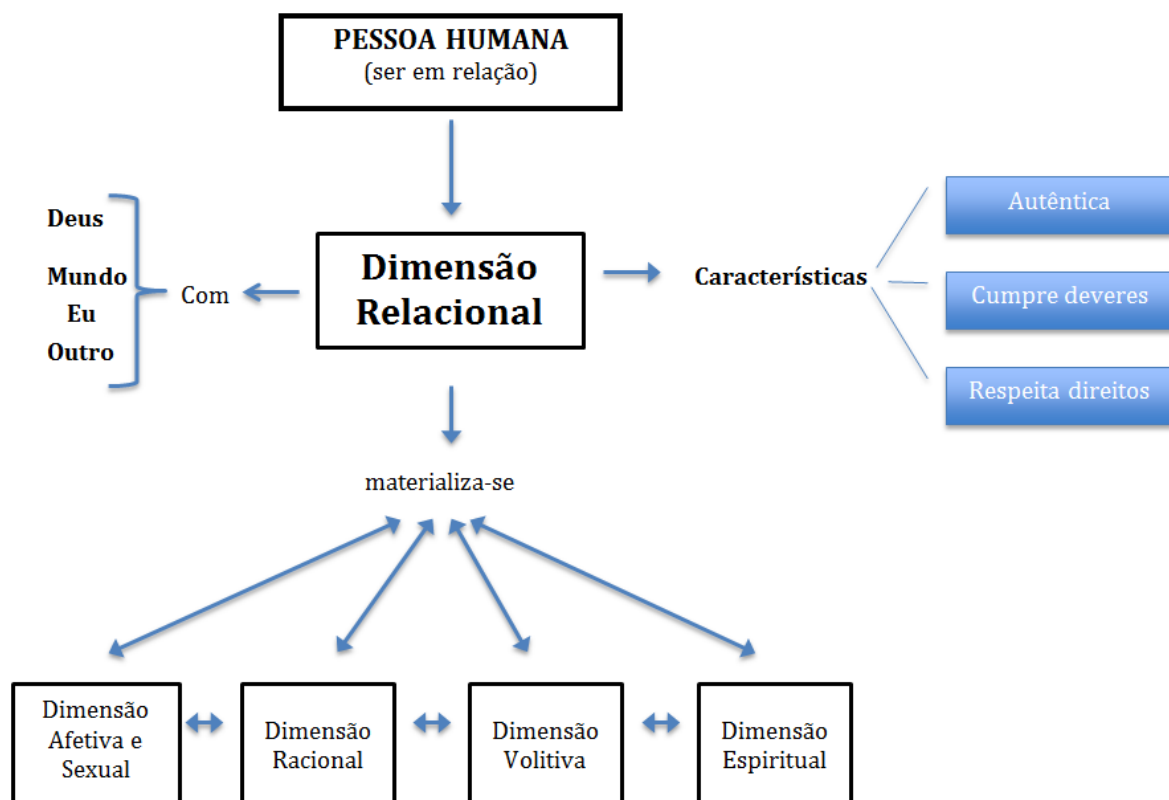 PESSOA HUMANA
(ser em relação)
Deus
Mundo
Eu
Outro
Com
Dimensão
Relacional
Características
Autêntica
Cumpre deveres
Respeita direitos
materializa-se
Dimensão
Afetiva e
Sexual
Dimensão
Racional
Dimensão
Volitiva
Dimensão
Espiritual